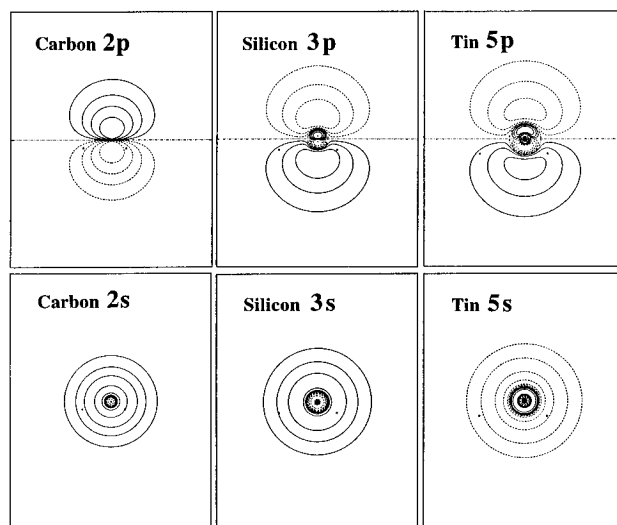 Carbon 2p
Silicon 3p
Tin 5p
Carbon 2s
Silicon 3s
Tin 5s